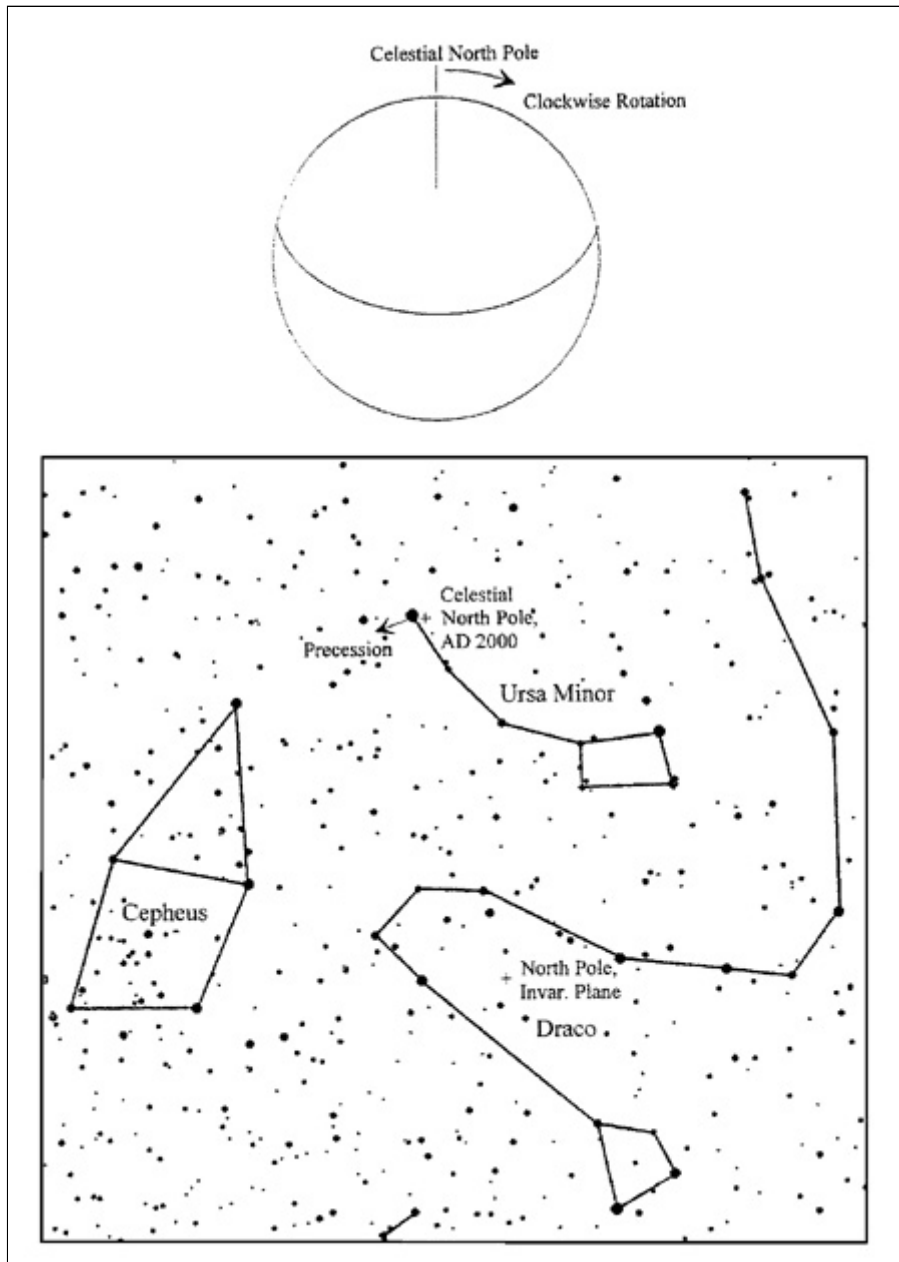 Celestial North Pole
Clockwise Rotation
Celestial
North Pole,
AD 2000
Precession
Ursa Minor
Cepheus
North Pole,
Invar. Plane
Draco